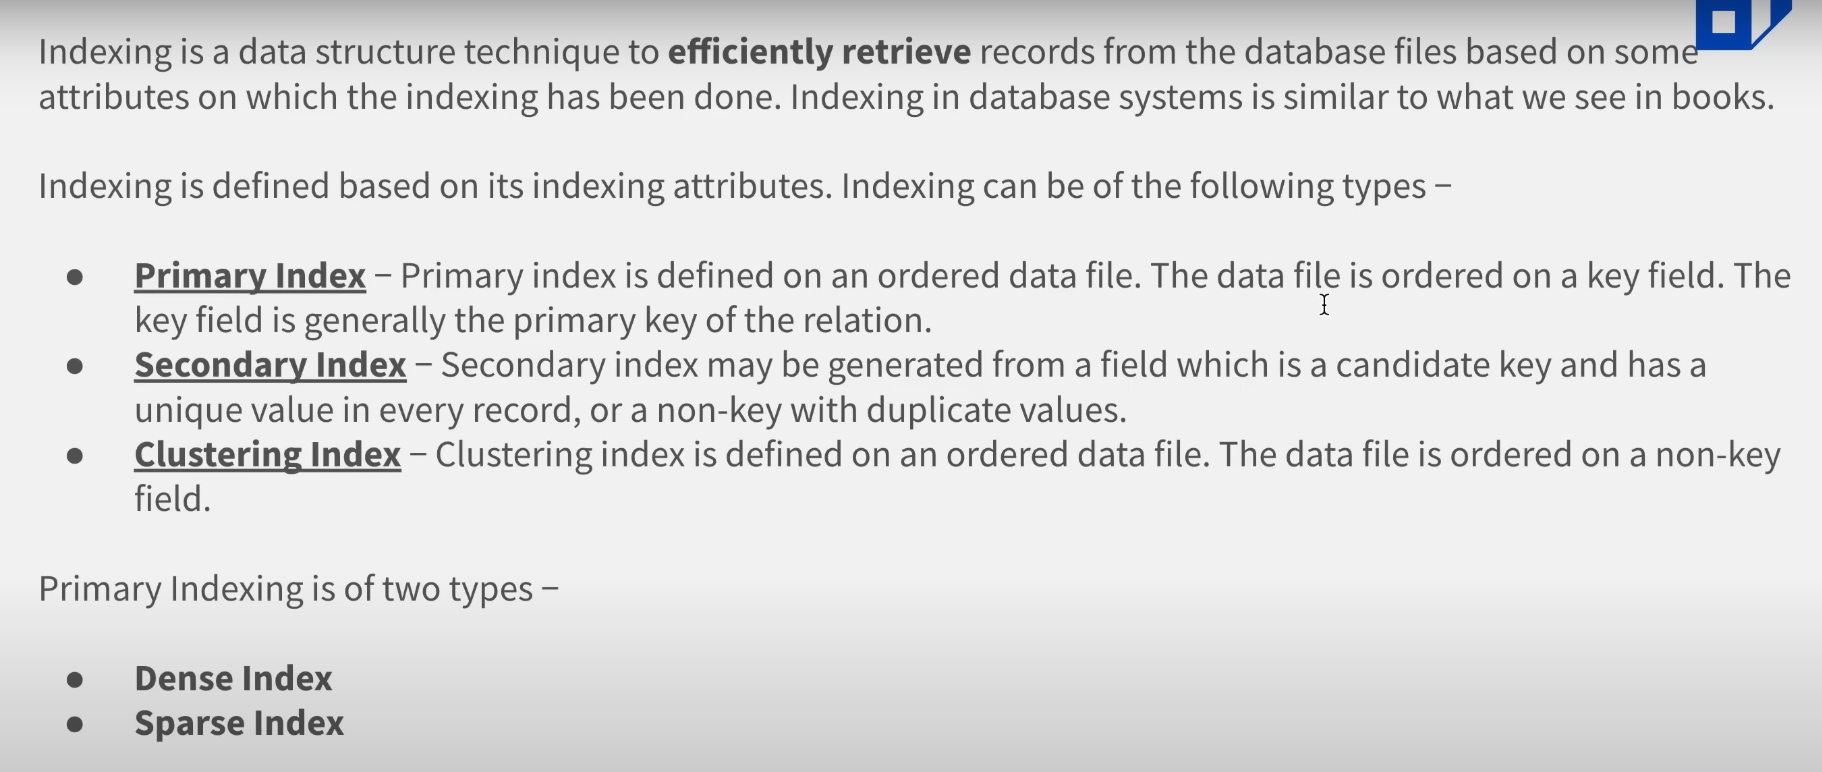 Indexing is a data structure technique to efficiently retrieve records from the database files based on some
attributes on which the indexing has been done. Indexing in database systems is similar to what we see in books.
Indexing is defined based on its indexing attributes. Indexing can be of the following types –
● Primary Index – Primary index is defined on an ordered data file. The data file is ordered on a key field. The
key field is generally the primary key of the relation.
● Secondary Index – Secondary index may be generated from a field which is a candidate key and has a
unique value in every record, or a non-key with duplicate values.
● Clustering Index – Clustering index is defined on an ordered data file. The data file is ordered on a non-key
field.
Primary Indexing is of two types –
● Dense Index
● Sparse Index